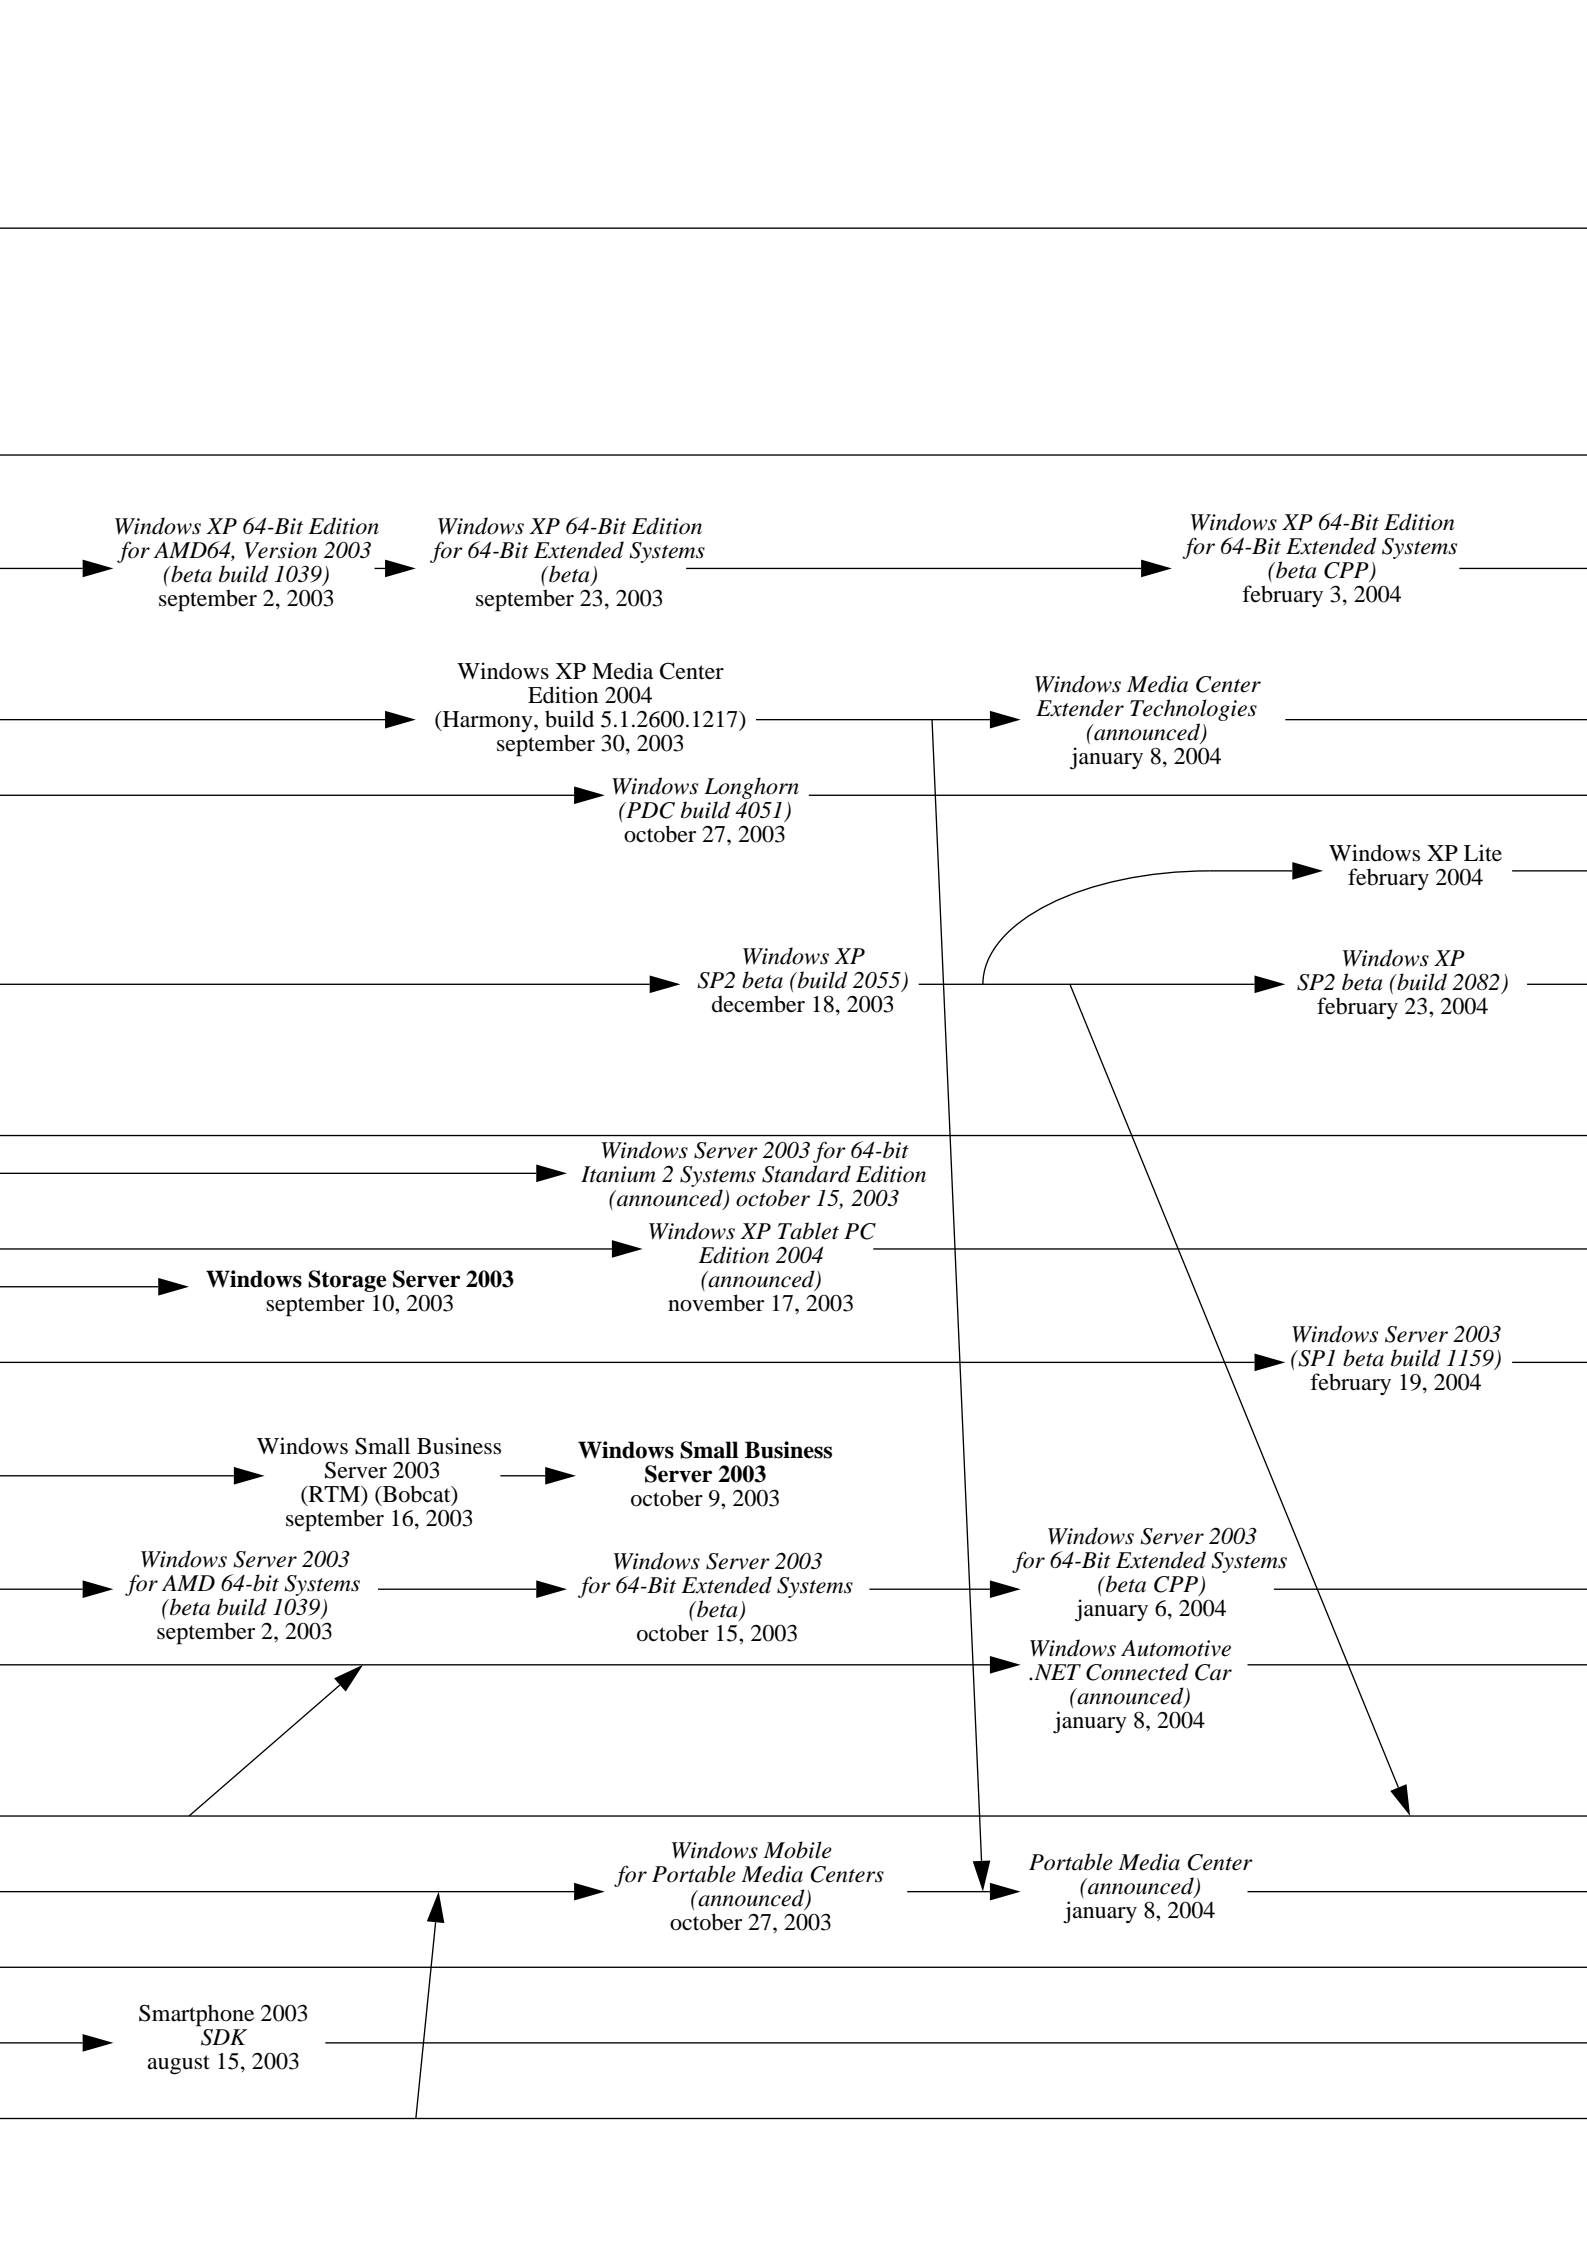 Windows XP 64-Bit Edition
for AMD64, Version 2003
(beta build 1039)
september 2, 2003
Windows XP 64-Bit Edition
for 64-Bit Extended Systems
(beta)
september 23, 2003
Windows XP 64-Bit Edition
for 64-Bit Extended Systems
(beta CPP)
february 3, 2004
Windows XP Media Center
Edition 2004
(Harmony, build 5.1.2600.1217)
september 30, 2003
Windows Media Center
Extender Technologies
(announced)
january 8, 2004
Windows Longhorn
(PDC build 4051)
october 27, 2003
Windows XP Lite
february 2004
Windows XP
SP2 beta (build 2055)
december 18, 2003
Windows XP
SP2 beta (build 2082)
february 23, 2004
Windows Server 2003 for 64-bit
Itanium 2 Systems Standard Edition
(announced) october 15, 2003
Windows XP Tablet PC
Edition 2004
(announced)
november 17, 2003
Windows Storage Server 2003
september 10, 2003
Windows Server 2003
(SP1 beta build 1159)
february 19, 2004
Windows Small Business
Server 2003
(RTM) (Bobcat)
september 16, 2003
Windows Small Business
Server 2003
october 9, 2003
Windows Server 2003
for AMD 64-bit Systems
(beta build 1039)
september 2, 2003
Windows Server 2003
for 64-Bit Extended Systems
(beta)
october 15, 2003
Windows Server 2003
for 64-Bit Extended Systems
(beta CPP)
january 6, 2004
Windows Automotive
.NET Connected Car
(announced)
january 8, 2004
Windows Mobile
for Portable Media Centers
(announced)
october 27, 2003
Portable Media Center
(announced)
january 8, 2004
Smartphone 2003
SDK
august 15, 2003